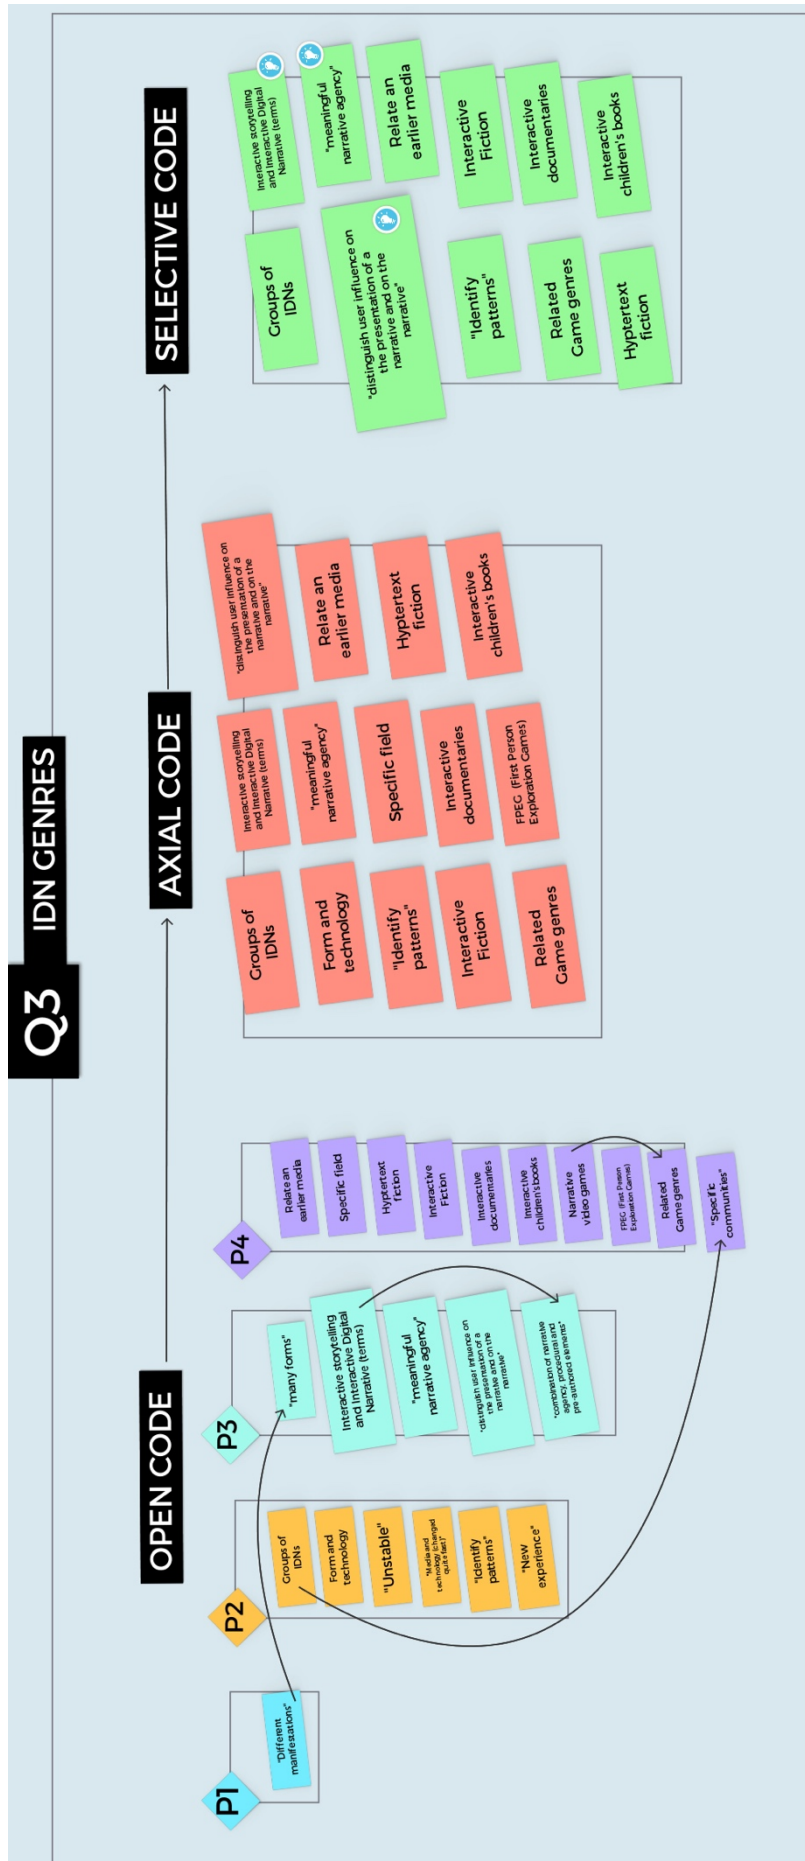 Q3
IDN GENRES
OPEN CODE
AXIAL CODE
SELECTIVE CODE
P1
"Different
manifestations"
P2
Groups of
IDNs
Form and
technology
"Unstable"
"Media and
technology (changed
quite fast)"
"Identify
patterns"
"New
experience"
P3
"many forms"
Interactive storytelling
and Interactive Digital
Narrative (terms)
"meaningful
narrative agency"
"distinguish user influence on
the presentation of a
narrative and on the
narrative"
"combination of narrative
agency, procedural and
pre-authored elements"
P4
Relate an
earlier media
Specific field
Hyptertext
fiction
Interactive
Fiction
Interactive
documentaries
Interactive
children's books
Narrative
video games
FPEG (First Person
Exploration Games)
Related
Game genres
"Specific
communities"
Groups of
IDNs
Interactive storytelling
and Interactive Digital
Narrative (terms)
"distinguish user influence on
the presentation of a
narrative and on the
narrative"
Form and
technology
"meaningful
narrative agency"
Relate an
earlier media
"Identify
patterns"
Specific field
Hyptertext
fiction
Interactive
Fiction
Interactive
documentaries
Interactive
children's books
Related
Game genres
FPEG (First Person
Exploration Games)
Groups of
IDNs
Interactive storytelling
and Interactive Digital
Narrative (terms)
"distinguish user influence on
the presentation of a
narrative and on the
narrative"
"meaningful
narrative agency"
Relate an
earlier media
"Identify
patterns"
Interactive
Fiction
Related
Game genres
Interactive
documentaries
Hyptertext
fiction
Interactive
children's books